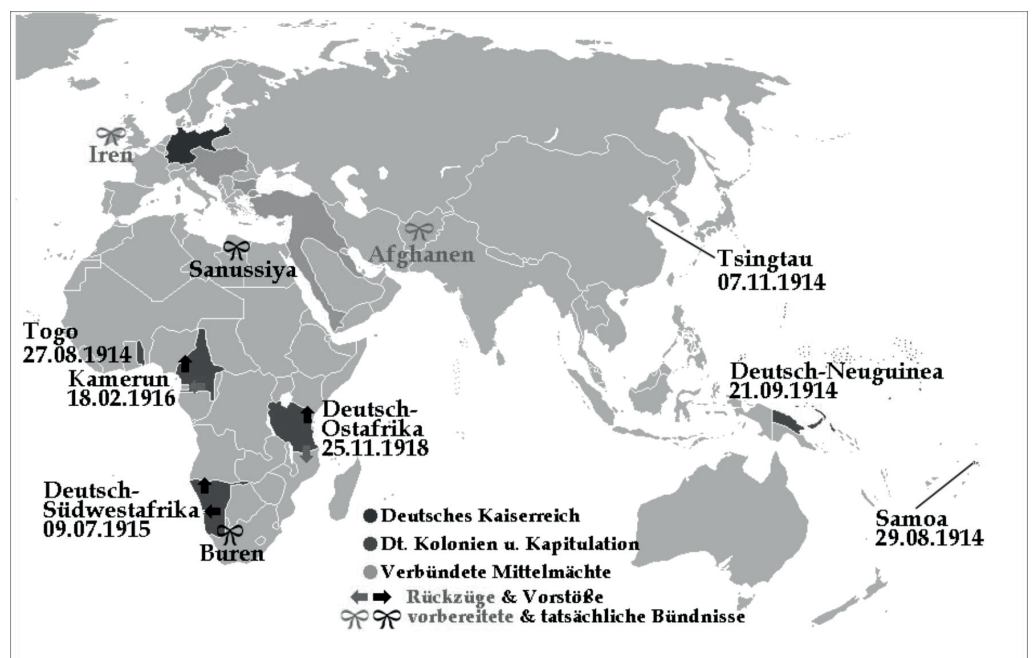 Iren
Afghanen
Sanussiya
Tsingtau
07.11.1914
Togo
27.08.1914
Kamerun
18.02.1916
Deutsch-Neuguinea
21.09.1914
Deutsch-
Ostafrika
25.11.1918
Deutsch-
Südwestafrika
09.07.1915
Buren
Samoa
29.08.1914
Deutsches Kaiserreich
Dt. Kolonien u. Kapitulation
Verbündete Mittelmächte
Rückzüge & Vorstöße
vorbereitete & tatsächliche Bündnisse